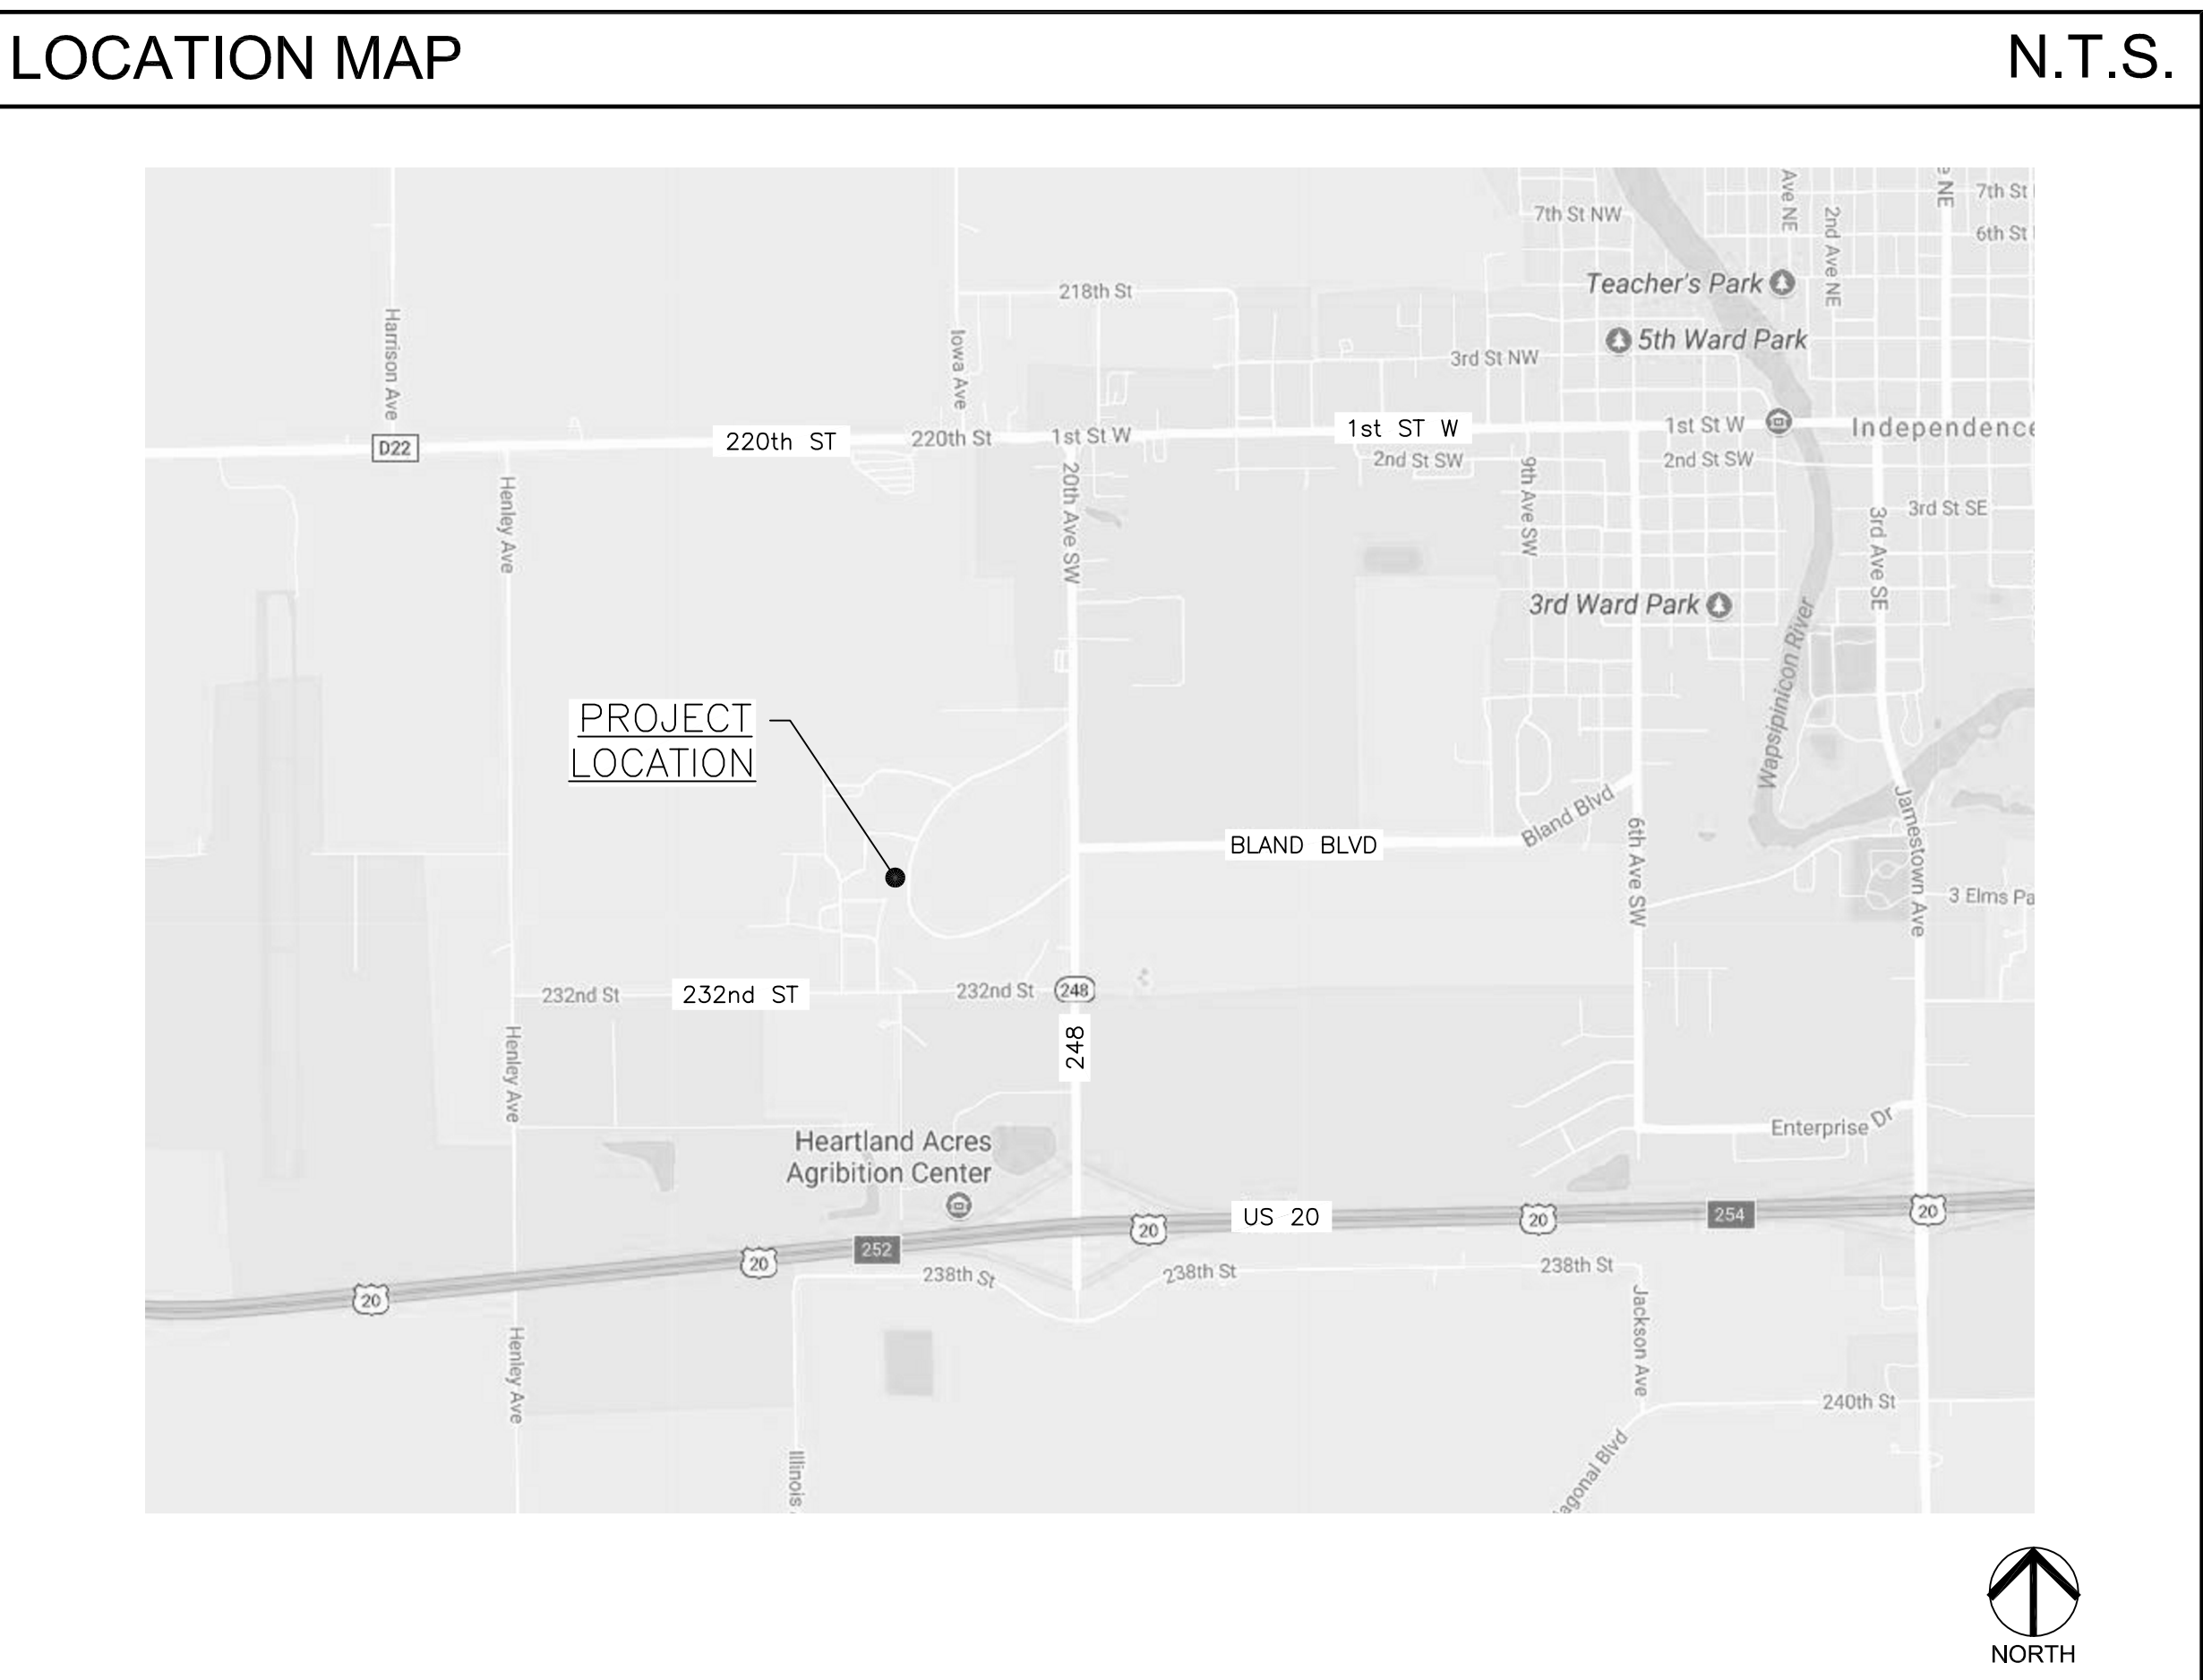 LOCATION MAP
N.T.S.
Ave NE
NE
7th St
7th St NW
2nd Ave NE
6th St
Teacher's Park
218th St
Harrison Ave
Iowa Ave
5th Ward Park
3rd St NW
D22
220th ST
220th St
1st St W
1st ST W
1st St W
Independence
2nd St SW
2nd St SW
Henley Ave
20th Ave SW
9th Ave SW
3rd St SE
3rd Ave SE
3rd Ward Park
Wapsipinicon River
PROJECT
LOCATION
Bland Blvd
BLAND BLVD
6th Ave SW
Jamestown Ave
3 Elms Pa
232nd St
232nd ST
232nd St
248
248
Henley Ave
Heartland Acres
Agribition Center
Enterprise Dr
US 20
20
20
20
20
20
252
254
238th St
238th St
238th St
Henley Ave
Jackson Ave
240th St
Illinois
agonal Blvd
NORTH